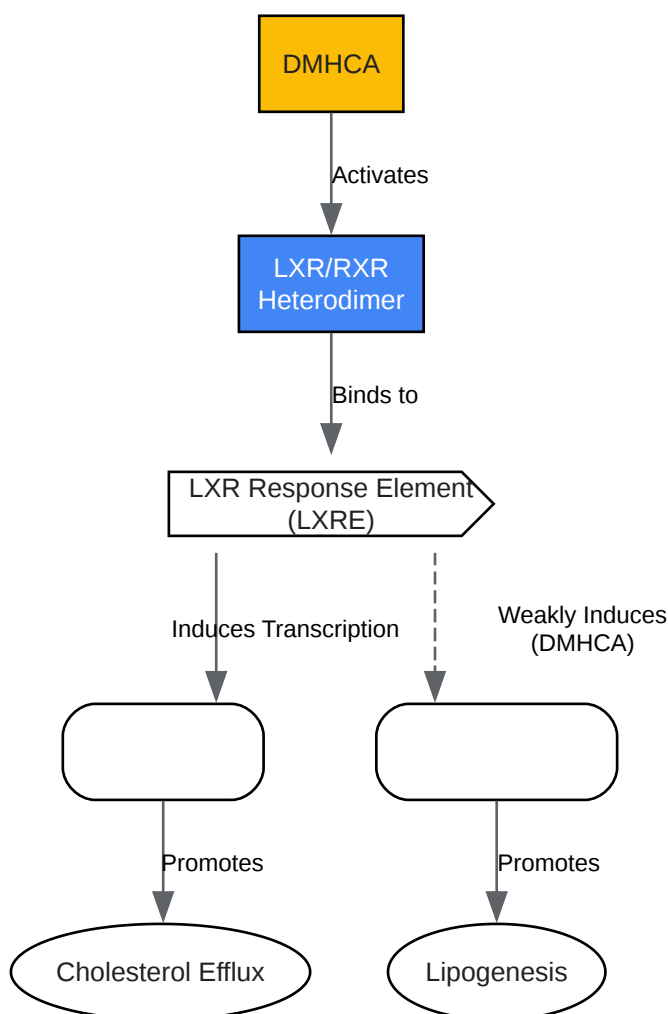 DMHCA
Activates
LXR/RXR
Heterodimer
Binds to
LXR Response Element
(LXRE)
Induces Transcription
Weakly Induces
(DMHCA)
Promotes
Promotes
Cholesterol Efflux
Lipogenesis